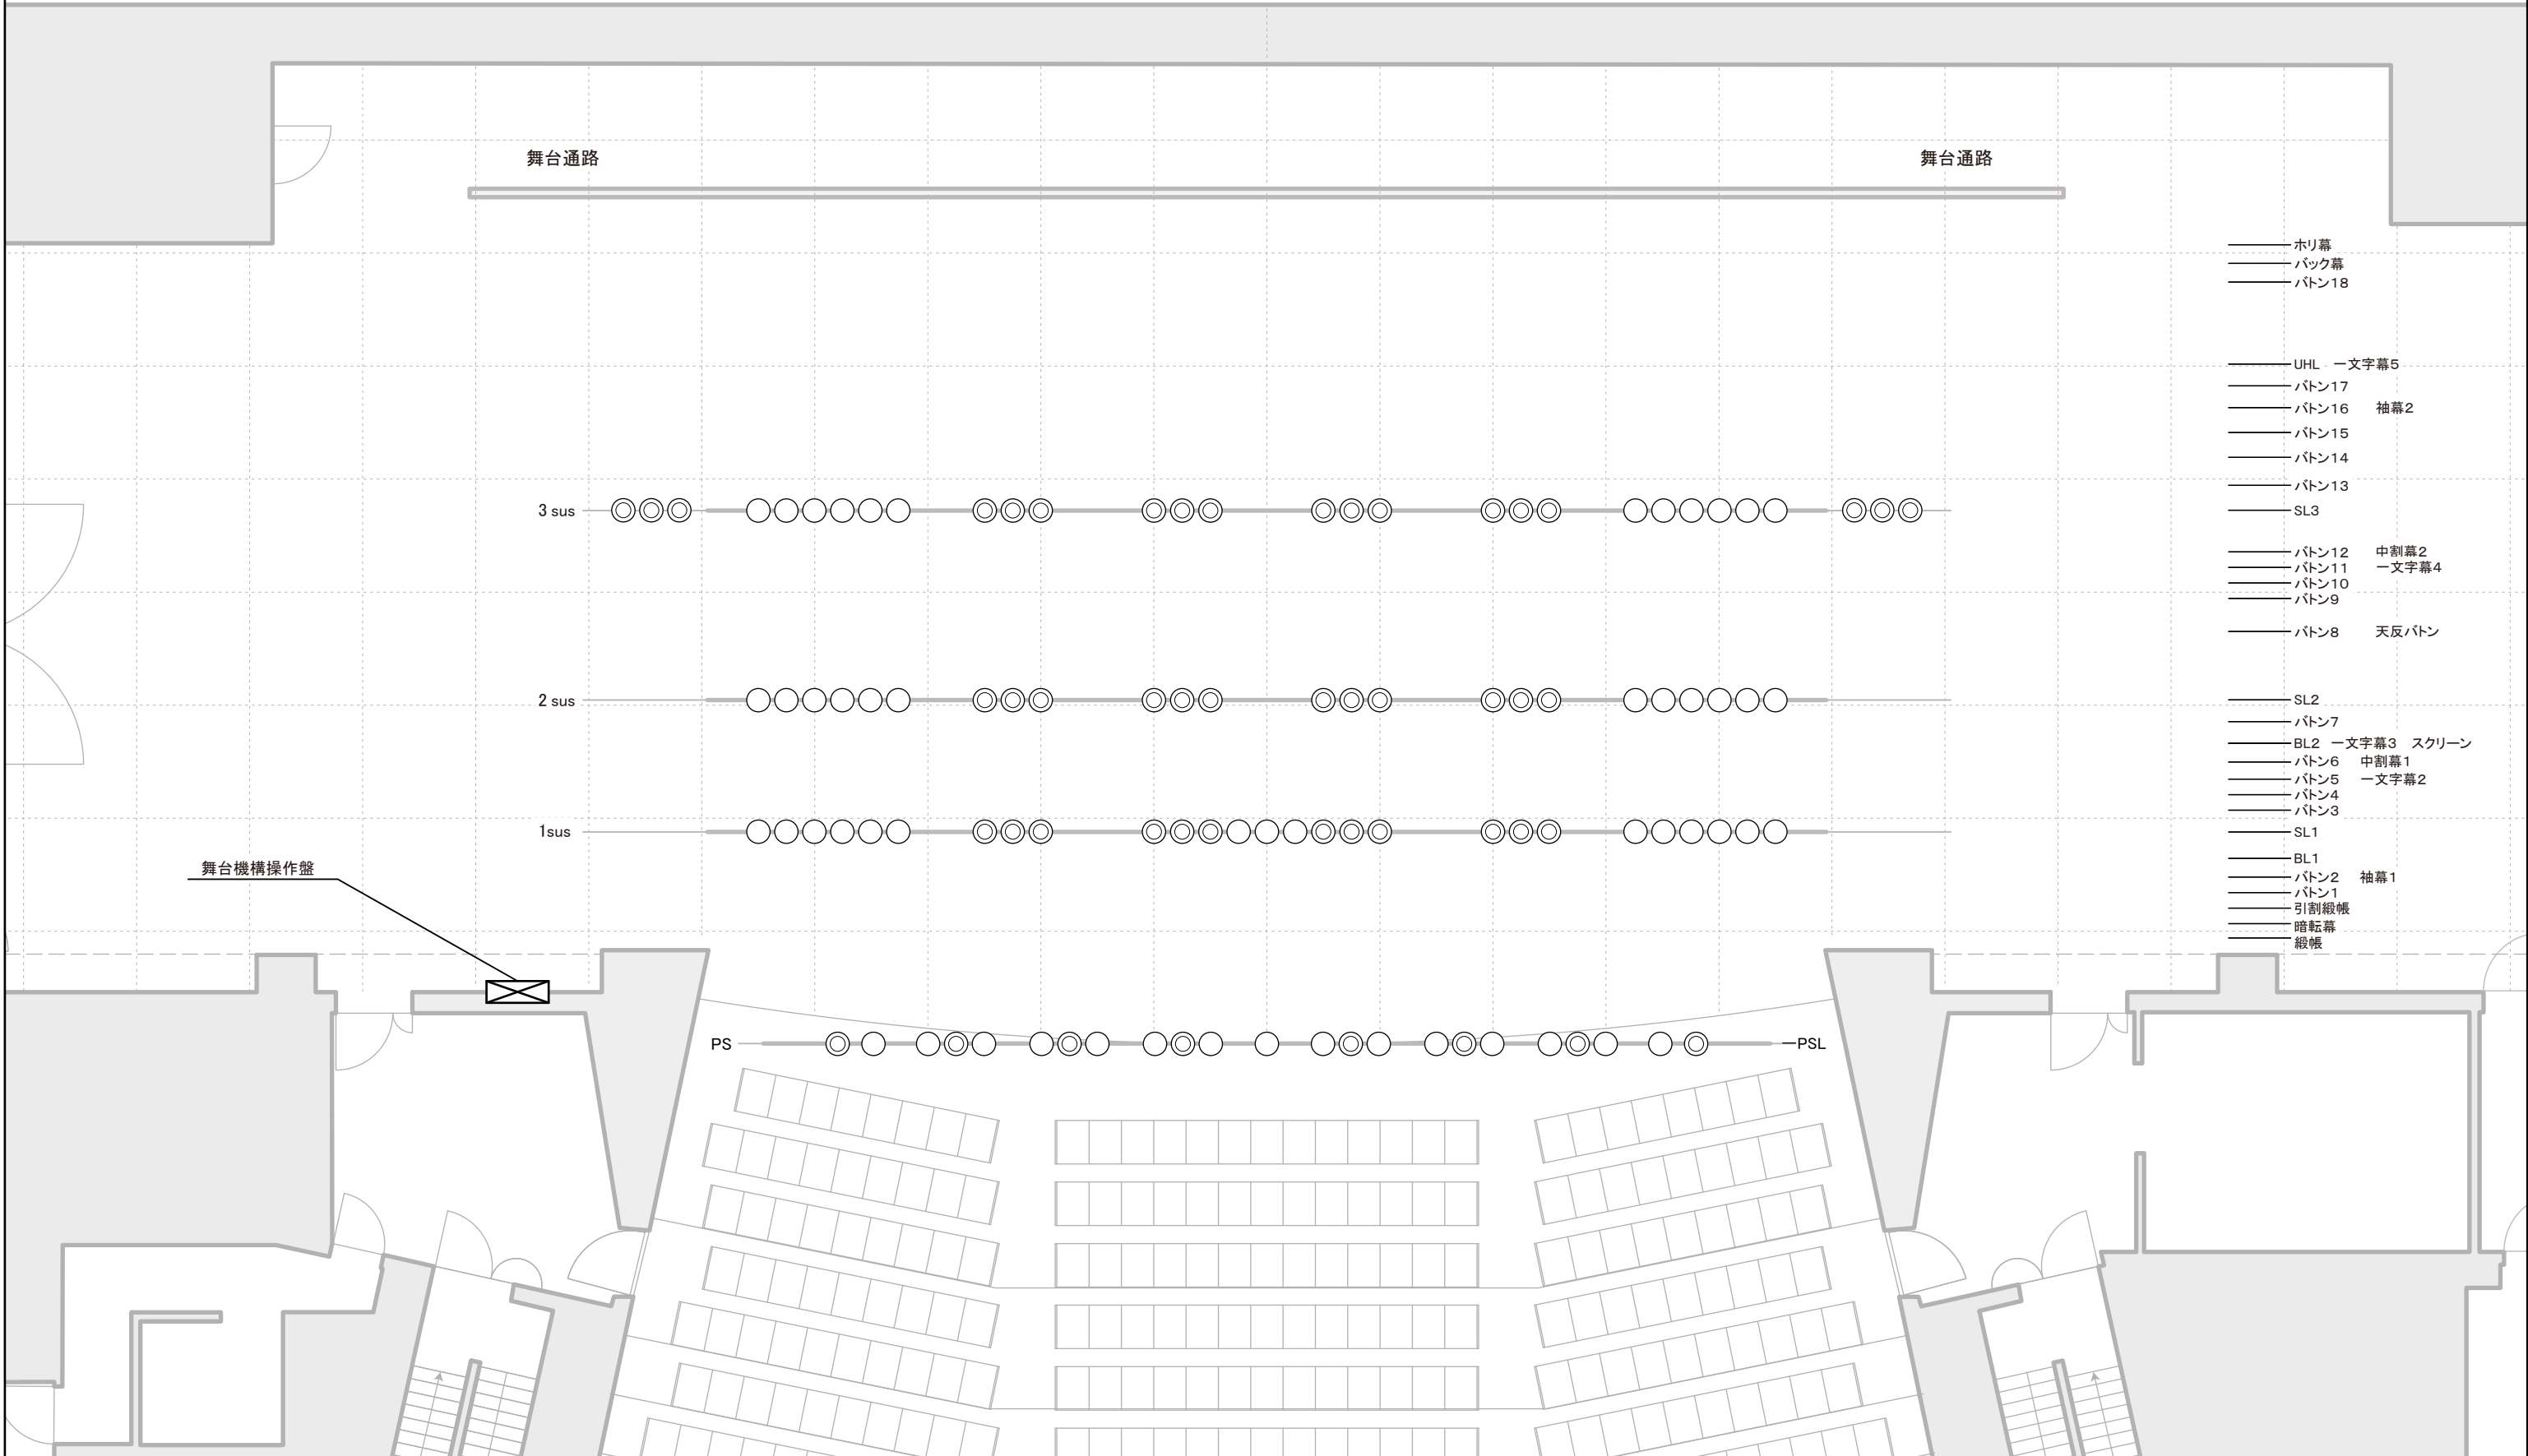 舞台通路
舞台通路
ホリ幕
バック幕
バトン18
UHL 一文字幕5
バトン17
バトン16 袖幕2
バトン15
バトン14
バトン13
3 sus
SL3
バトン12 中割幕2
バトン11 一文字幕4
バトン10
バトン9
バトン8 天反バトン
2 sus
SL2
バトン7
BL2 一文字幕3 スクリーン
バトン6 中割幕1
バトン5 一文字幕2
バトン4
バトン3
1sus
SL1
BL1
舞台機構操作盤
バトン2 袖幕1
バトン1
引割緞帳
暗転幕
緞帳
PS
PSL